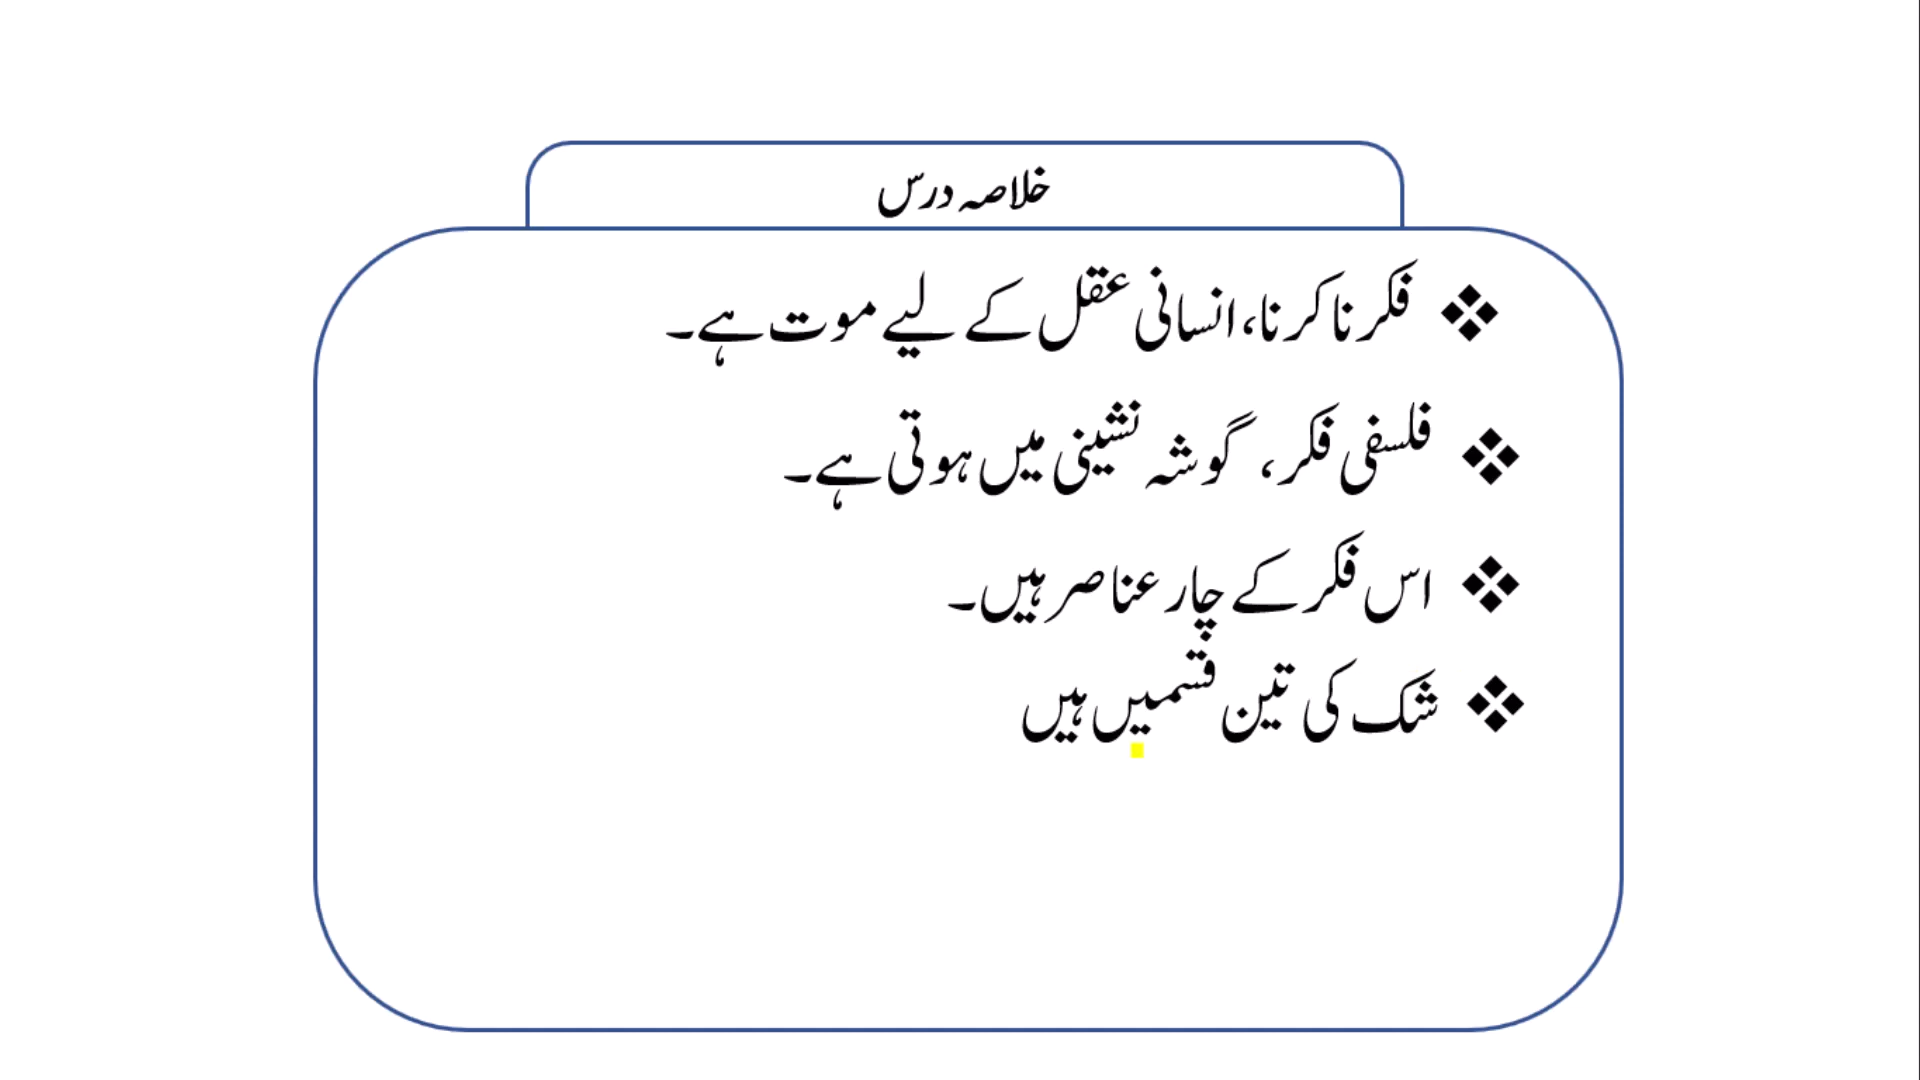 خلاصہ درس
❖ فکر نا کرنا، انسانی عقل کے لیے موت ہے۔
❖ فلسفی فکر، گوشہ نشینی میں ہوتی ہے۔
❖ اس فکر کے چار عناصر ہیں۔
❖ شک کی تین قسمیں ہیں